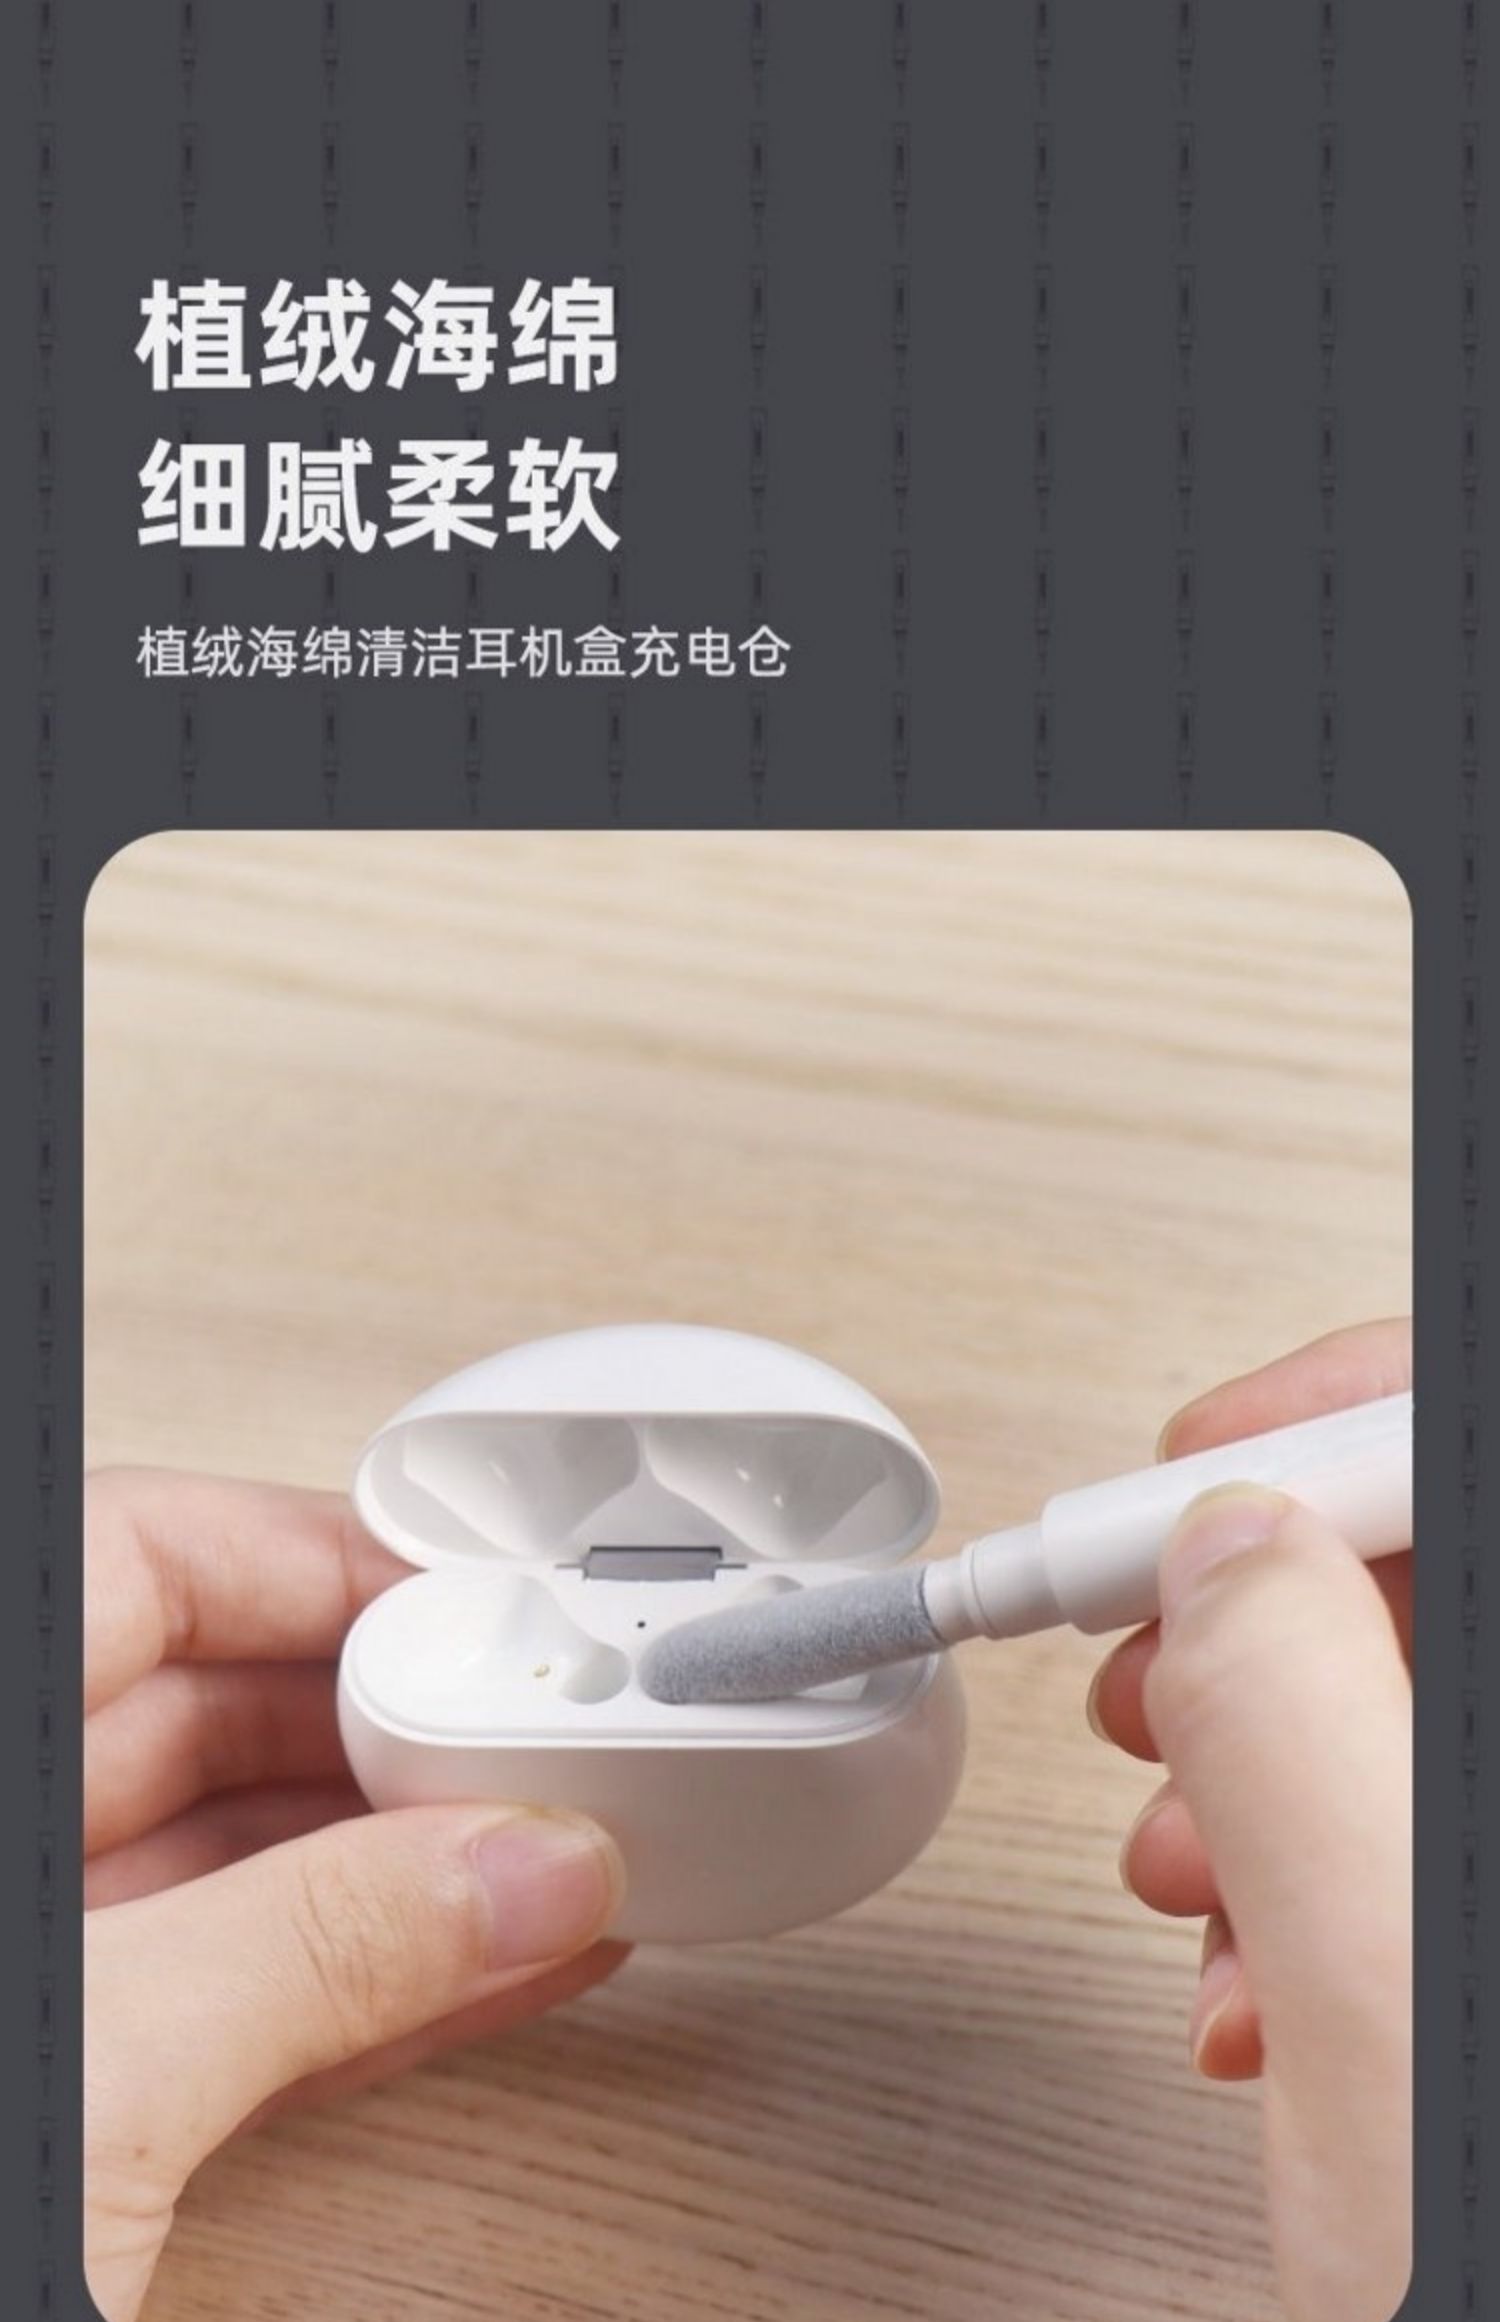 植绒海绵
细腻柔软
植绒海绵清洁耳机盒充电仓